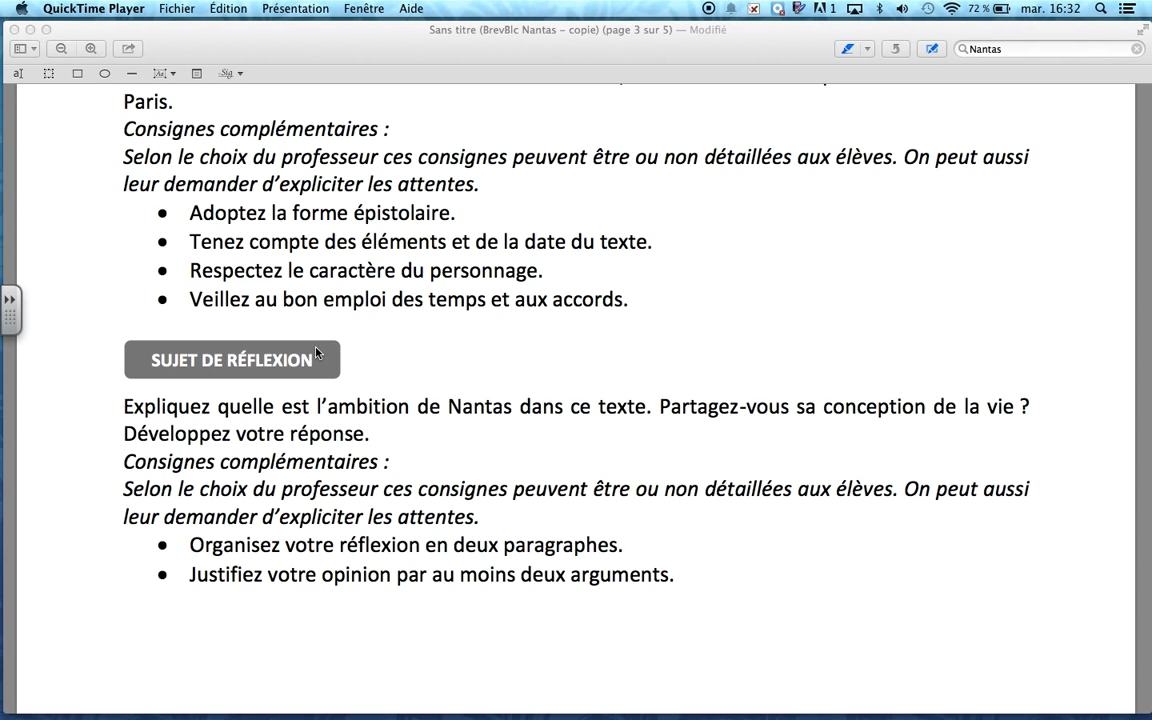 QuickTime Player Fichier Édition Présentation Fenêtre Aide 1 72 % mar. 16:32
Sans titre (BrevBlc Nantas – copie) (page 3 sur 5) — Modifié
Nantas
Paris.
Consignes complémentaires :
Selon le choix du professeur ces consignes peuvent être ou non détaillées aux élèves. On peut aussi
leur demander d’expliciter les attentes.
• Adoptez la forme épistolaire.
• Tenez compte des éléments et de la date du texte.
• Respectez le caractère du personnage.
• Veillez au bon emploi des temps et aux accords.
SUJET DE RÉFLEXION
Expliquez quelle est l’ambition de Nantas dans ce texte. Partagez-vous sa conception de la vie ?
Développez votre réponse.
Consignes complémentaires :
Selon le choix du professeur ces consignes peuvent être ou non détaillées aux élèves. On peut aussi
leur demander d’expliciter les attentes.
• Organisez votre réflexion en deux paragraphes.
• Justifiez votre opinion par au moins deux arguments.